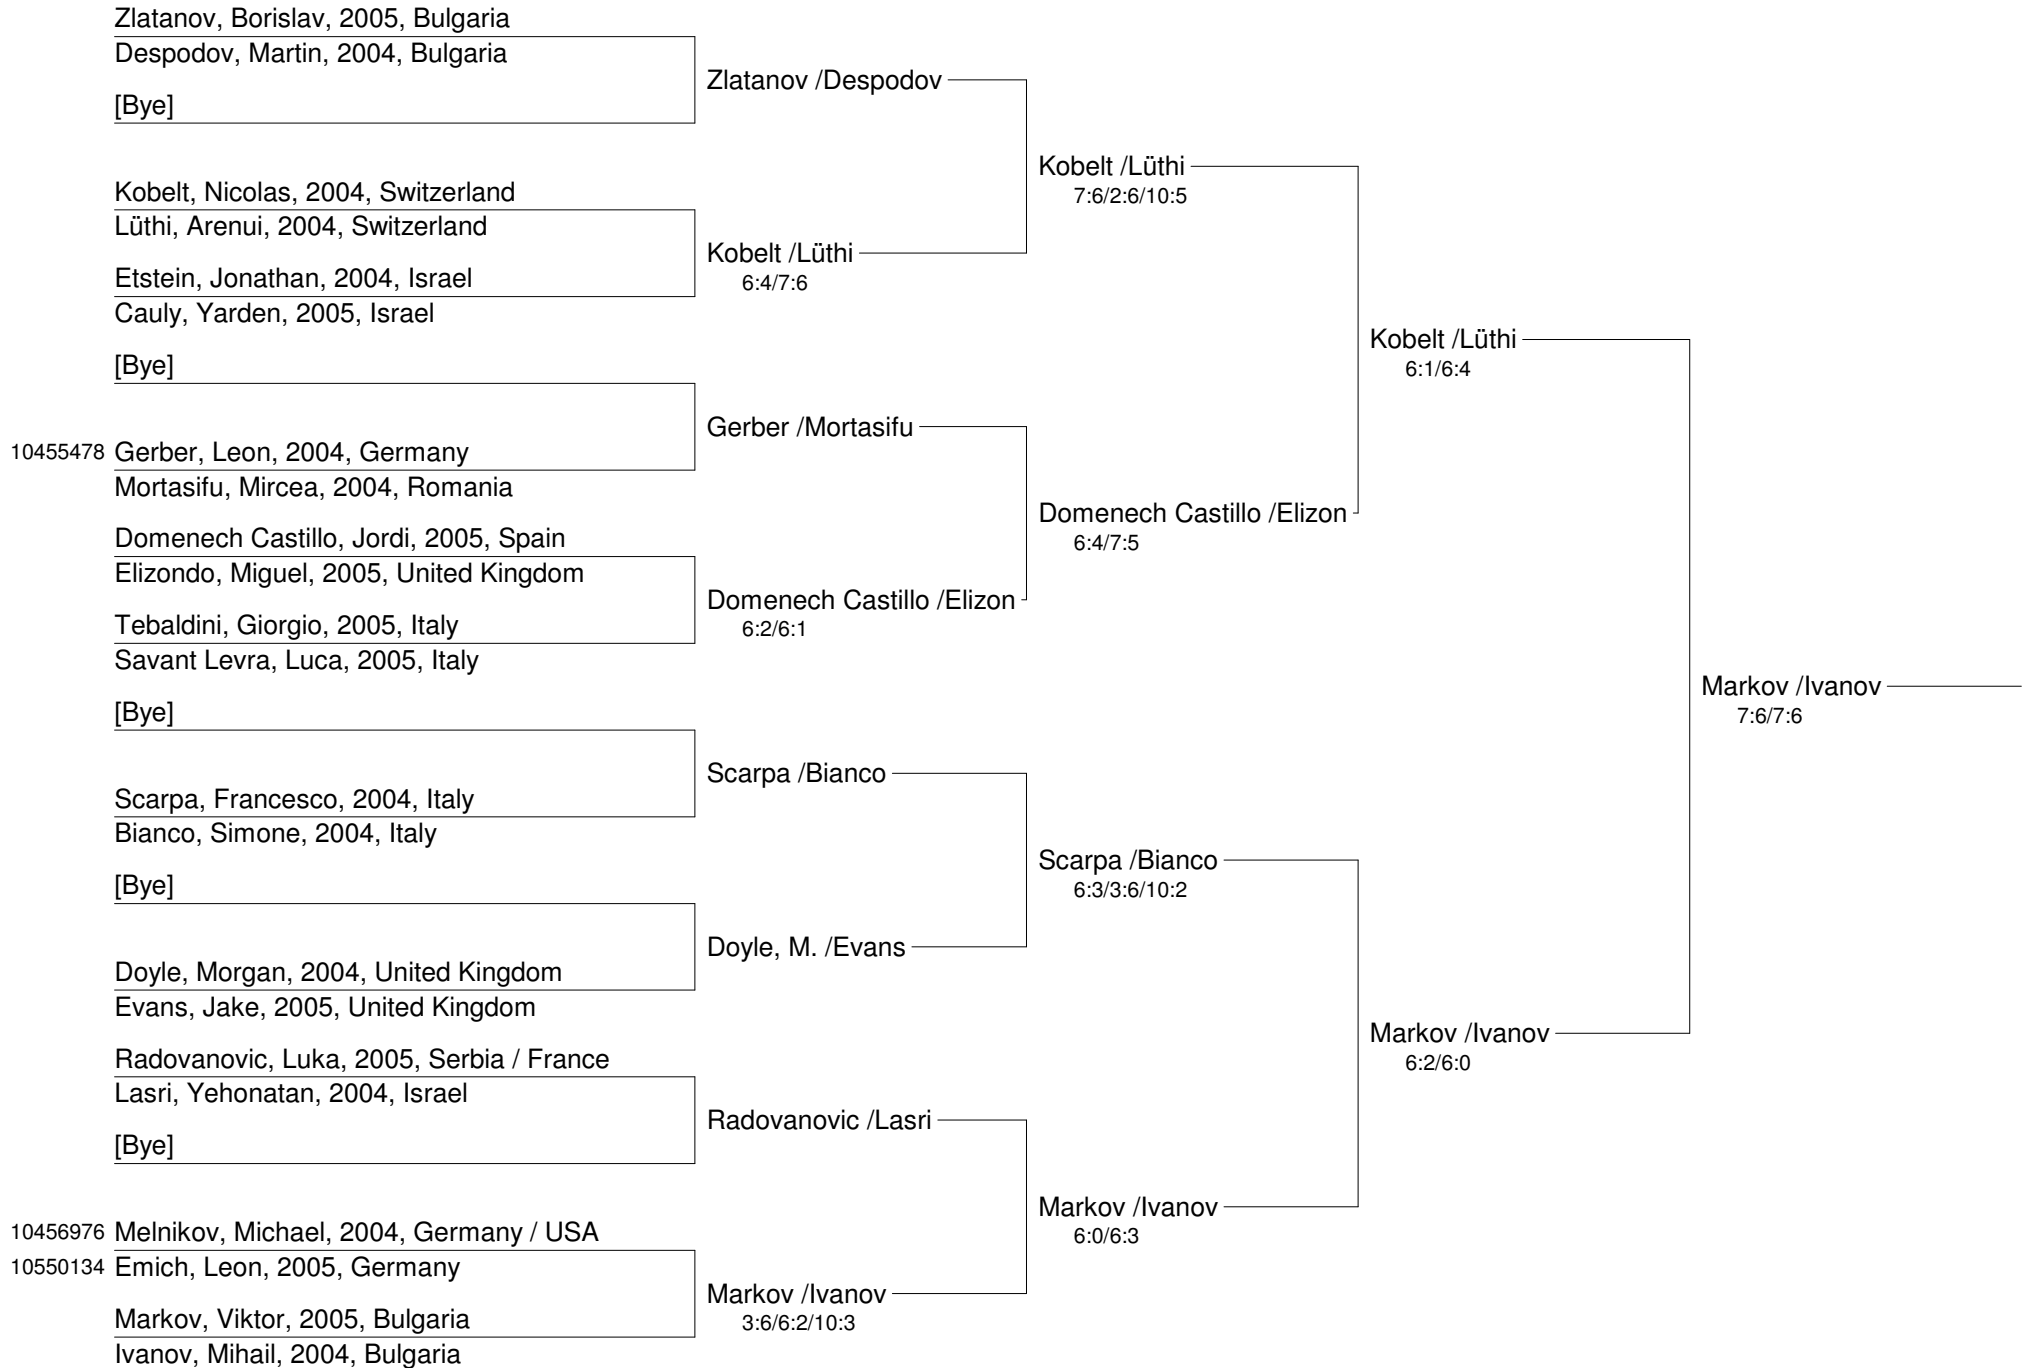 Zlatanov, Borislav, 2005, Bulgaria
Despodov, Martin, 2004, Bulgaria
Zlatanov /Despodov
[Bye]
Kobelt /Lüthi
7:6/2:6/10:5
Kobelt, Nicolas, 2004, Switzerland
Lüthi, Arenui, 2004, Switzerland
Kobelt /Lüthi
6:4/7:6
Etstein, Jonathan, 2004, Israel
Cauly, Yarden, 2005, Israel
Kobelt /Lüthi
6:1/6:4
[Bye]
Gerber /Mortasifu
10455478 Gerber, Leon, 2004, Germany
Mortasifu, Mircea, 2004, Romania
Domenech Castillo /Elizon
6:4/7:5
Domenech Castillo, Jordi, 2005, Spain
Elizondo, Miguel, 2005, United Kingdom
Domenech Castillo /Elizon
6:2/6:1
Tebaldini, Giorgio, 2005, Italy
Savant Levra, Luca, 2005, Italy
Markov /Ivanov
7:6/7:6
[Bye]
Scarpa /Bianco
Scarpa, Francesco, 2004, Italy
Bianco, Simone, 2004, Italy
Scarpa /Bianco
6:3/3:6/10:2
[Bye]
Doyle, M. /Evans
Doyle, Morgan, 2004, United Kingdom
Evans, Jake, 2005, United Kingdom
Markov /Ivanov
6:2/6:0
Radovanovic, Luka, 2005, Serbia / France
Lasri, Yehonatan, 2004, Israel
Radovanovic /Lasri
[Bye]
Markov /Ivanov
6:0/6:3
10456976 Melnikov, Michael, 2004, Germany / USA
10550134 Emich, Leon, 2005, Germany
Markov /Ivanov
3:6/6:2/10:3
Markov, Viktor, 2005, Bulgaria
Ivanov, Mihail, 2004, Bulgaria